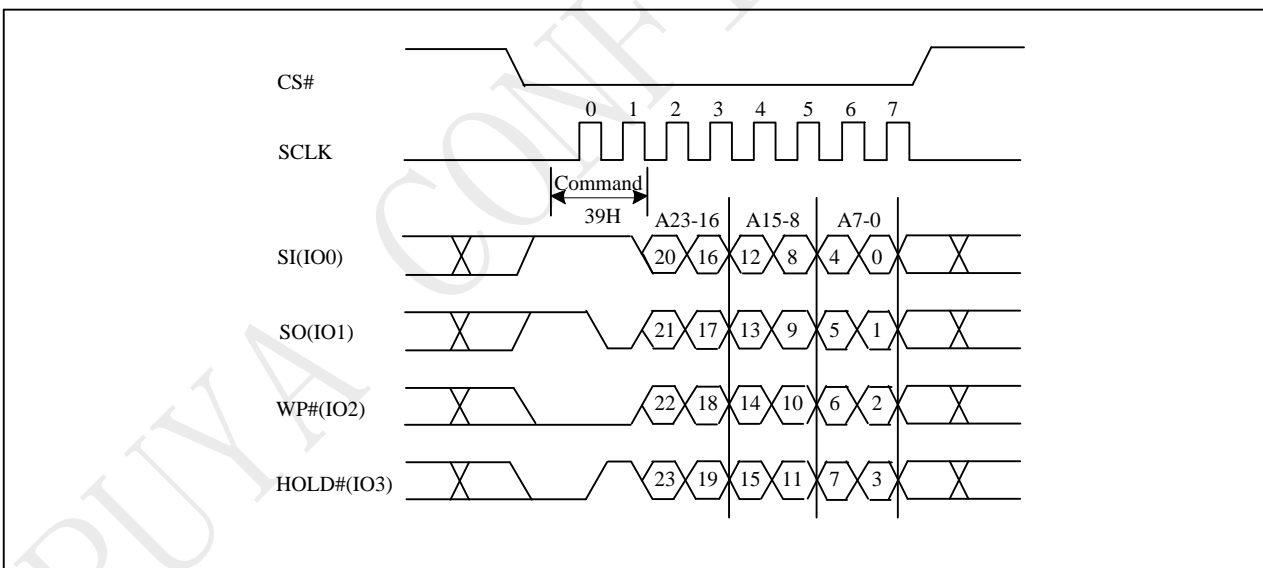 PUYA CONF
CS#
0 1 2 3 4 5 6 7
SCLK
Command
39H
A23-16 A15-8 A7-0
SI(IO0) 20 16 12 8 4 0
SO(IO1) 21 17 13 9 5 1
WP#(IO2) 22 18 14 10 6 2
HOLD#(IO3) 23 19 15 11 7 3